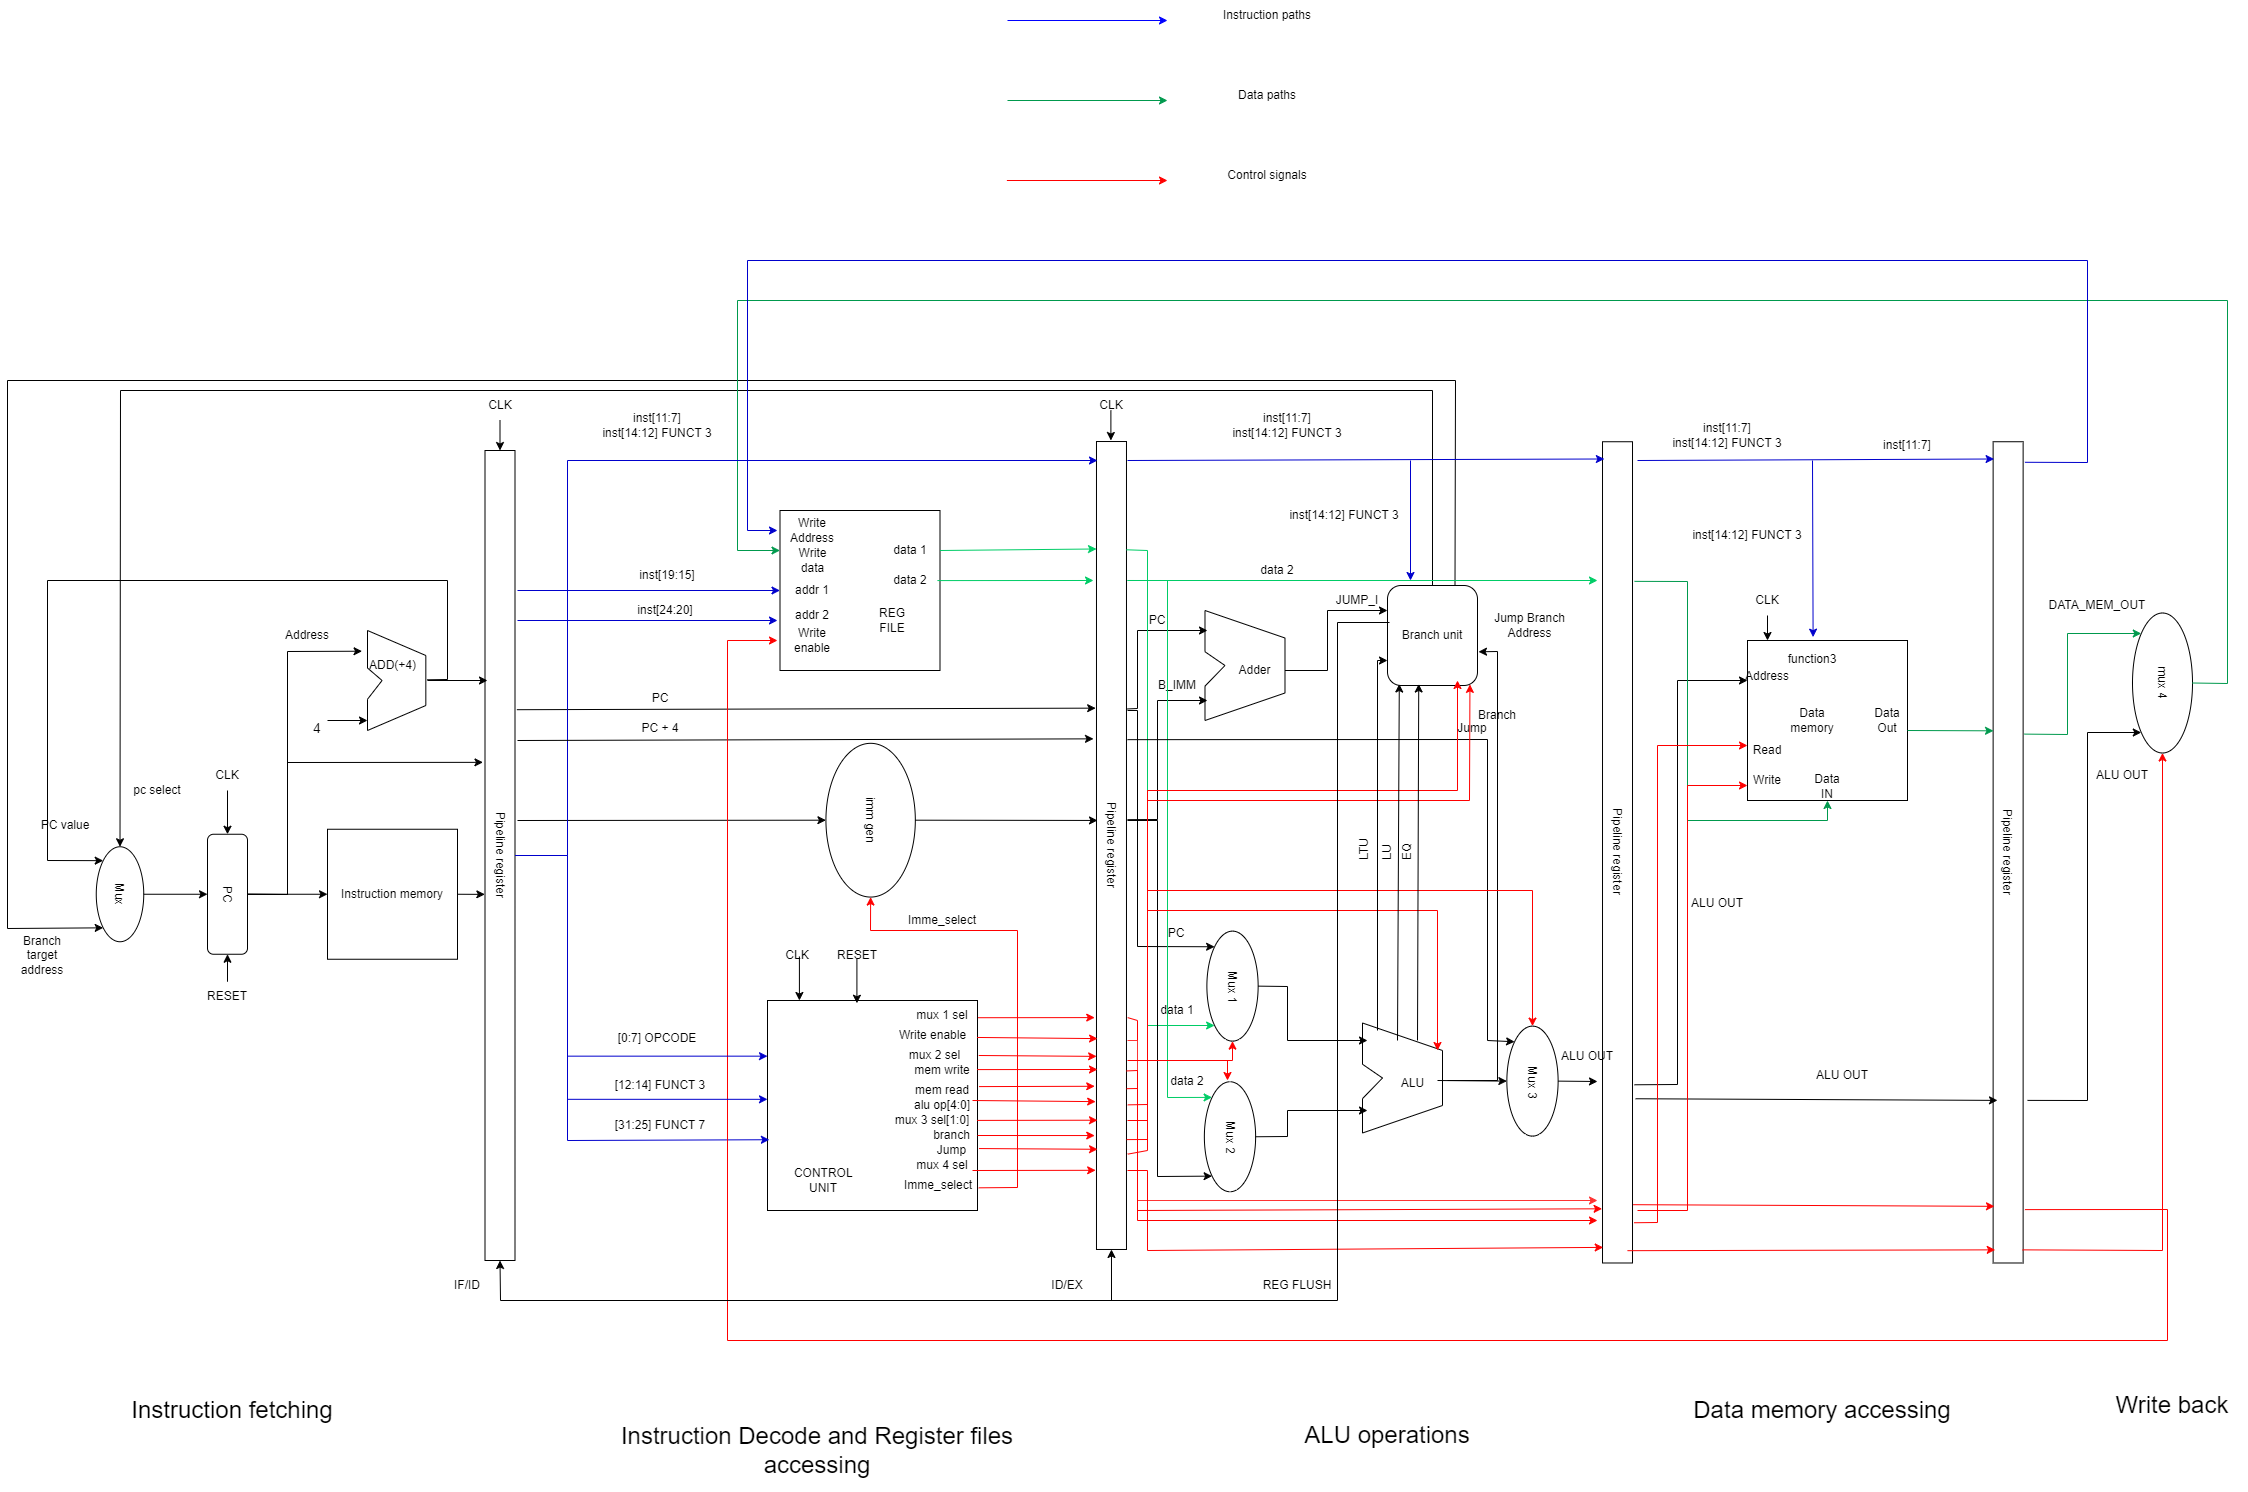 Instruction paths
Data paths
Control signals
CLK
inst[11:7]
inst[14:12] FUNCT 3
CLK
inst[11:7]
inst[14:12] FUNCT 3
inst[11:7]
inst[14:12] FUNCT 3
inst[11:7]
Address
ADD(+4)
4
pc select
PC value
CLK
Mux
PC
RESET
Branch
target
address
Instruction memory
Pipeline register
IF/ID
inst[19:15]
inst[24:20]
Write
Address
Write
data
addr 1
addr 2
Write
enable
data 1
data 2
REG
FILE
PC
PC + 4
imm gen
Imme_select
CLK
RESET
[0:7] OPCODE
[12:14] FUNCT 3
[31:25] FUNCT 7
CONTROL
UNIT
mux 1 sel
Write enable
mux 2 sel
mem write
mem read
alu op[4:0]
mux 3 sel[1:0]
branch
Jump
mux 4 sel
Imme_select
Pipeline register
ID/EX
inst[14:12] FUNCT 3
data 2
PC
B_IMM
Adder
JUMP_I
Branch unit
Jump Branch
Address
Branch
Jump
LTU
LU
EQ
PC
Mux 1
data 1
data 2
Mux 2
ALU
Mux 3
ALU OUT
REG FLUSH
Pipeline register
inst[14:12] FUNCT 3
CLK
function3
Address
Data
memory
Data
Out
Read
Write
Data
IN
ALU OUT
ALU OUT
Pipeline register
DATA_MEM_OUT
mux 4
ALU OUT
Instruction fetching
Instruction Decode and Register files
accessing
ALU operations
Data memory accessing
Write back